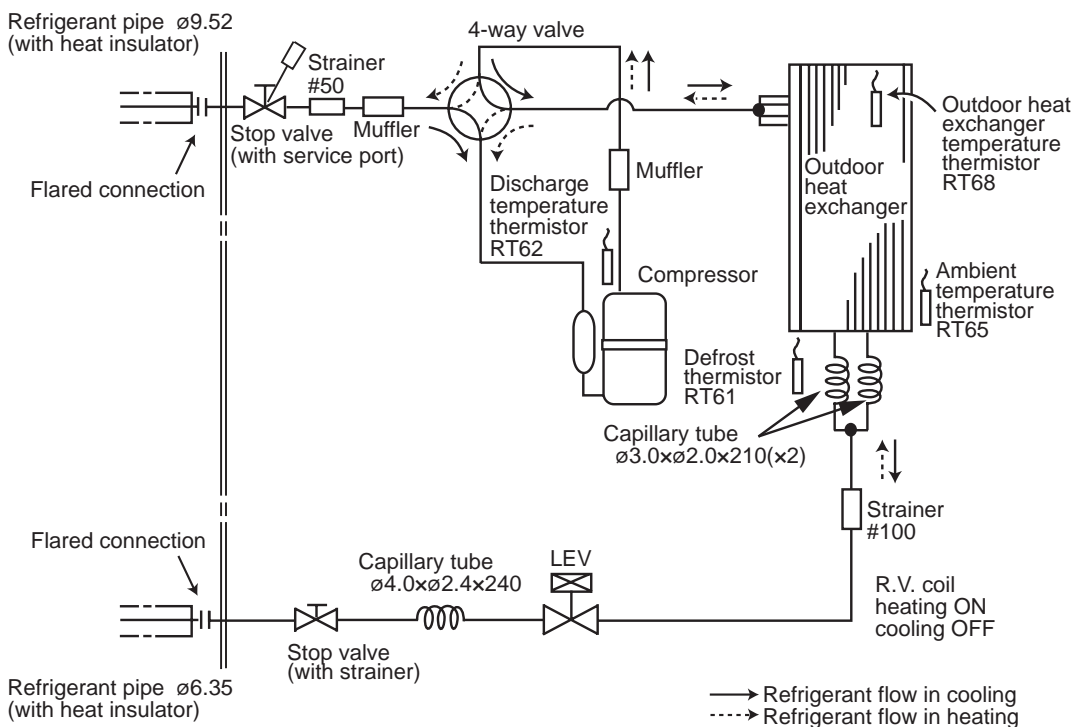 Refrigerant pipe ø9.52
(with heat insulator)
4-way valve
Strainer
#50
Stop valve
(with service port)
Muffler
Flared connection
Muffler
Discharge
temperature
thermistor
RT62
Compressor
Outdoor
heat
exchanger
Outdoor heat
exchanger
temperature
thermistor
RT68
Ambient
temperature
thermistor
RT65
Defrost
thermistor
RT61
Capillary tube
ø3.0×ø2.0×210(×2)
Strainer
#100
Flared connection
Capillary tube
ø4.0×ø2.4×240
LEV
R.V. coil
heating ON
cooling OFF
Stop valve
(with strainer)
Refrigerant pipe ø6.35
(with heat insulator)
Refrigerant flow in cooling
Refrigerant flow in heating